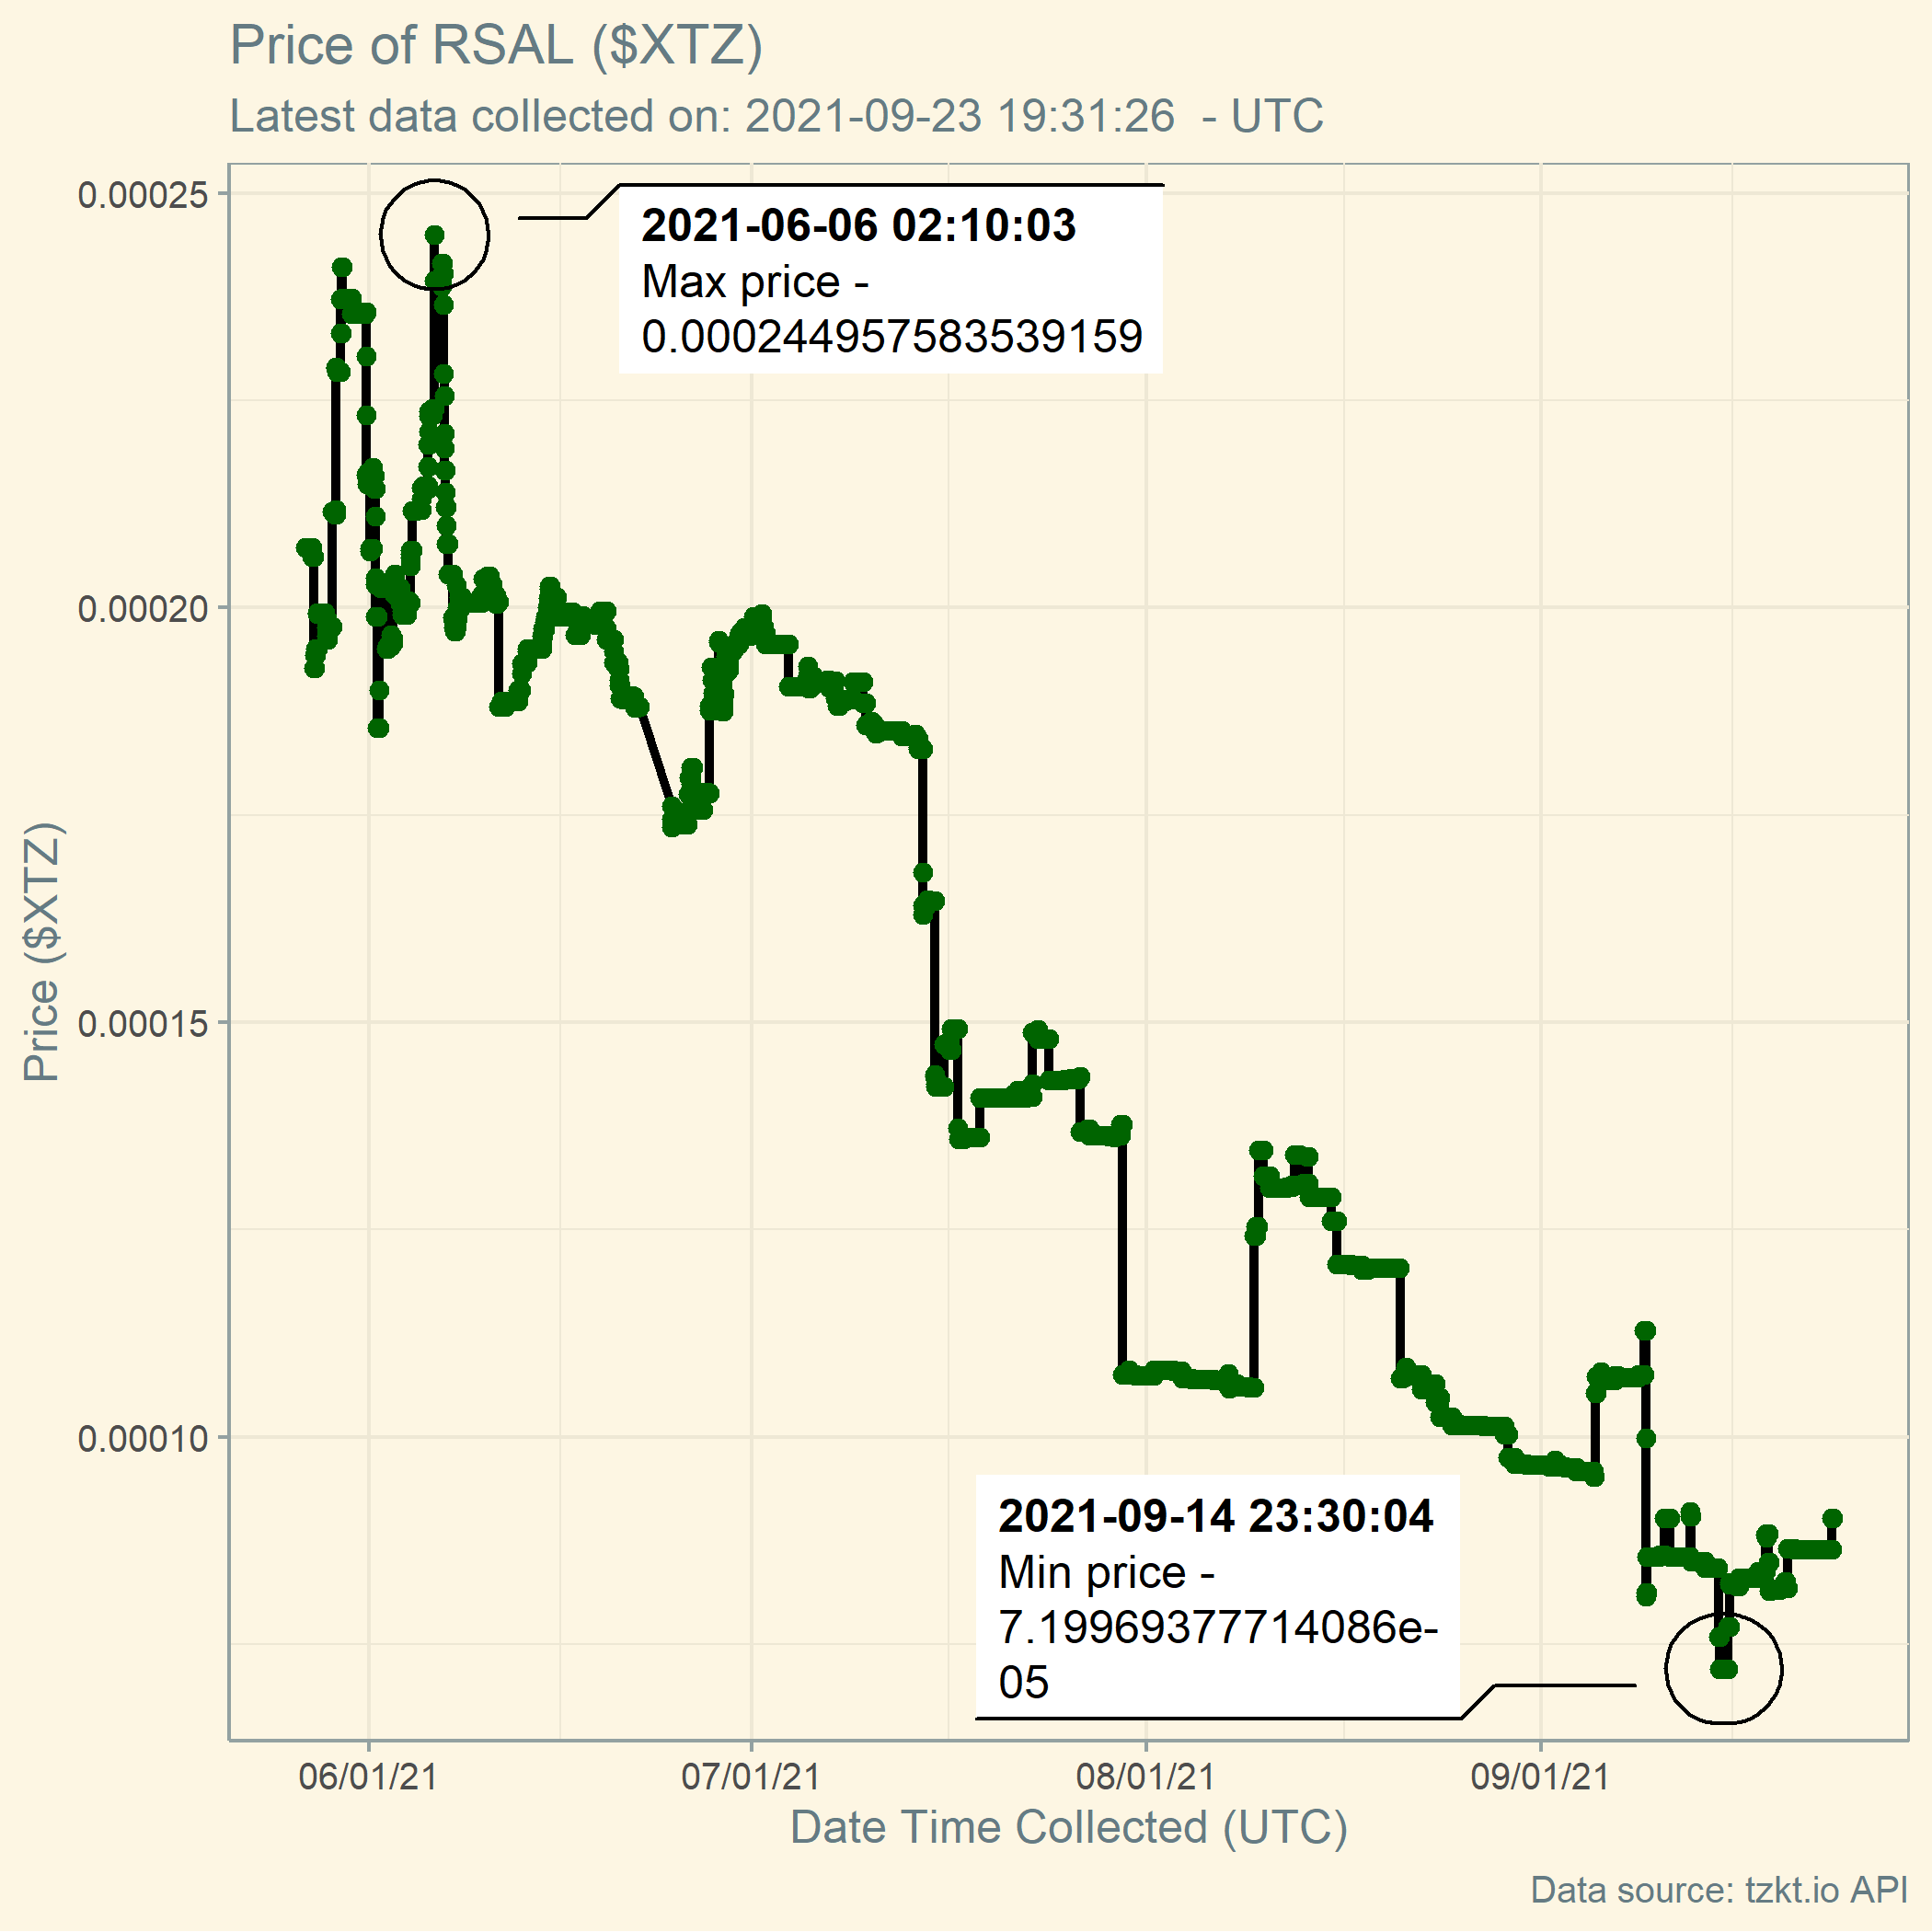 Price of RSAL ($XTZ)
Latest data collected on: 2021-09-23 19:31:26  - UTC
0.00025
0.00020
0.00015
0.00010
Price ($XTZ)
2021-06-06 02:10:03
Max price -
0.000244957583539159
2021-09-14 23:30:04
Min price -
7.19969377714086e-
05
06/01/21
07/01/21
08/01/21
09/01/21
Date Time Collected (UTC)
Data source: tzkt.io API